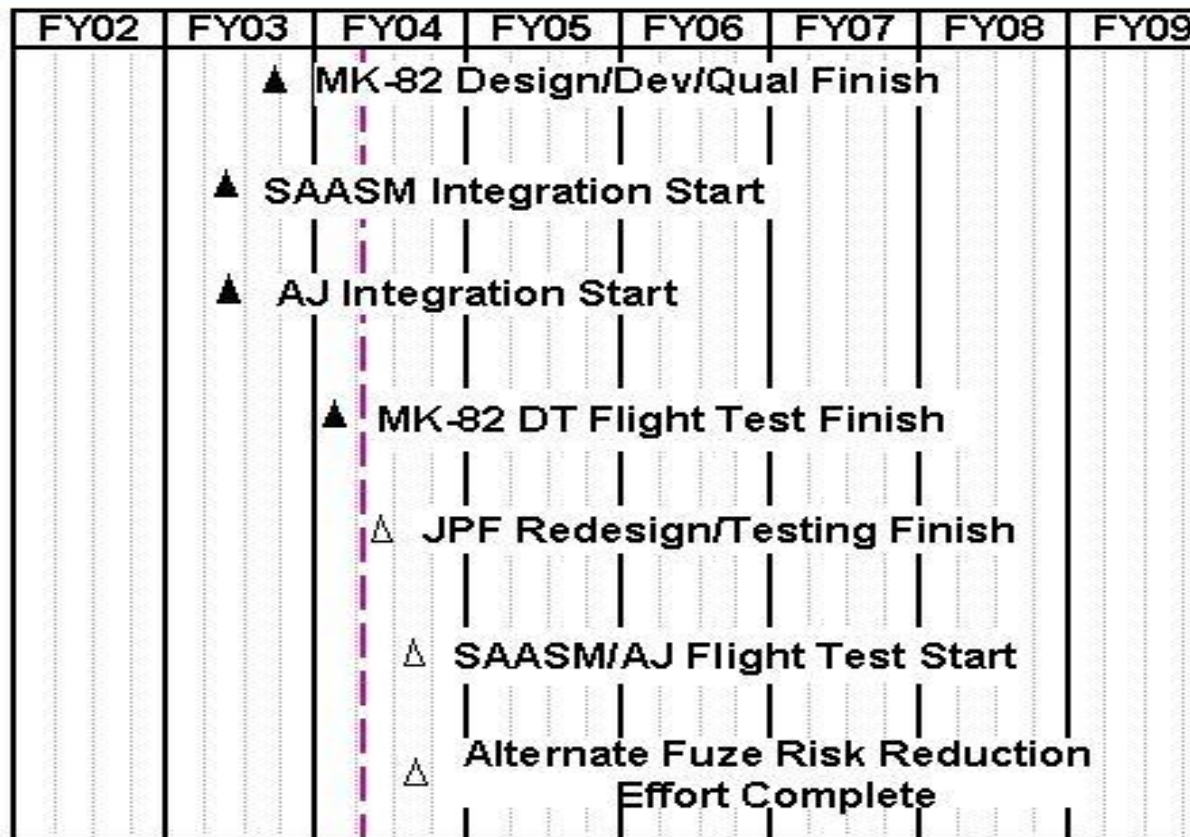 FY02 FY03 FY04 FY05 FY06 FY07 FY08 FY09
MK-82 Design/Dev/Qual Finish
SAASM Integration Start
AJ Integration Start
MK-82 DT Flight Test Finish
JPF Redesign/Testing Finish
SAASM/AJ Flight Test Start
Alternate Fuze Risk Reduction
Effort Complete